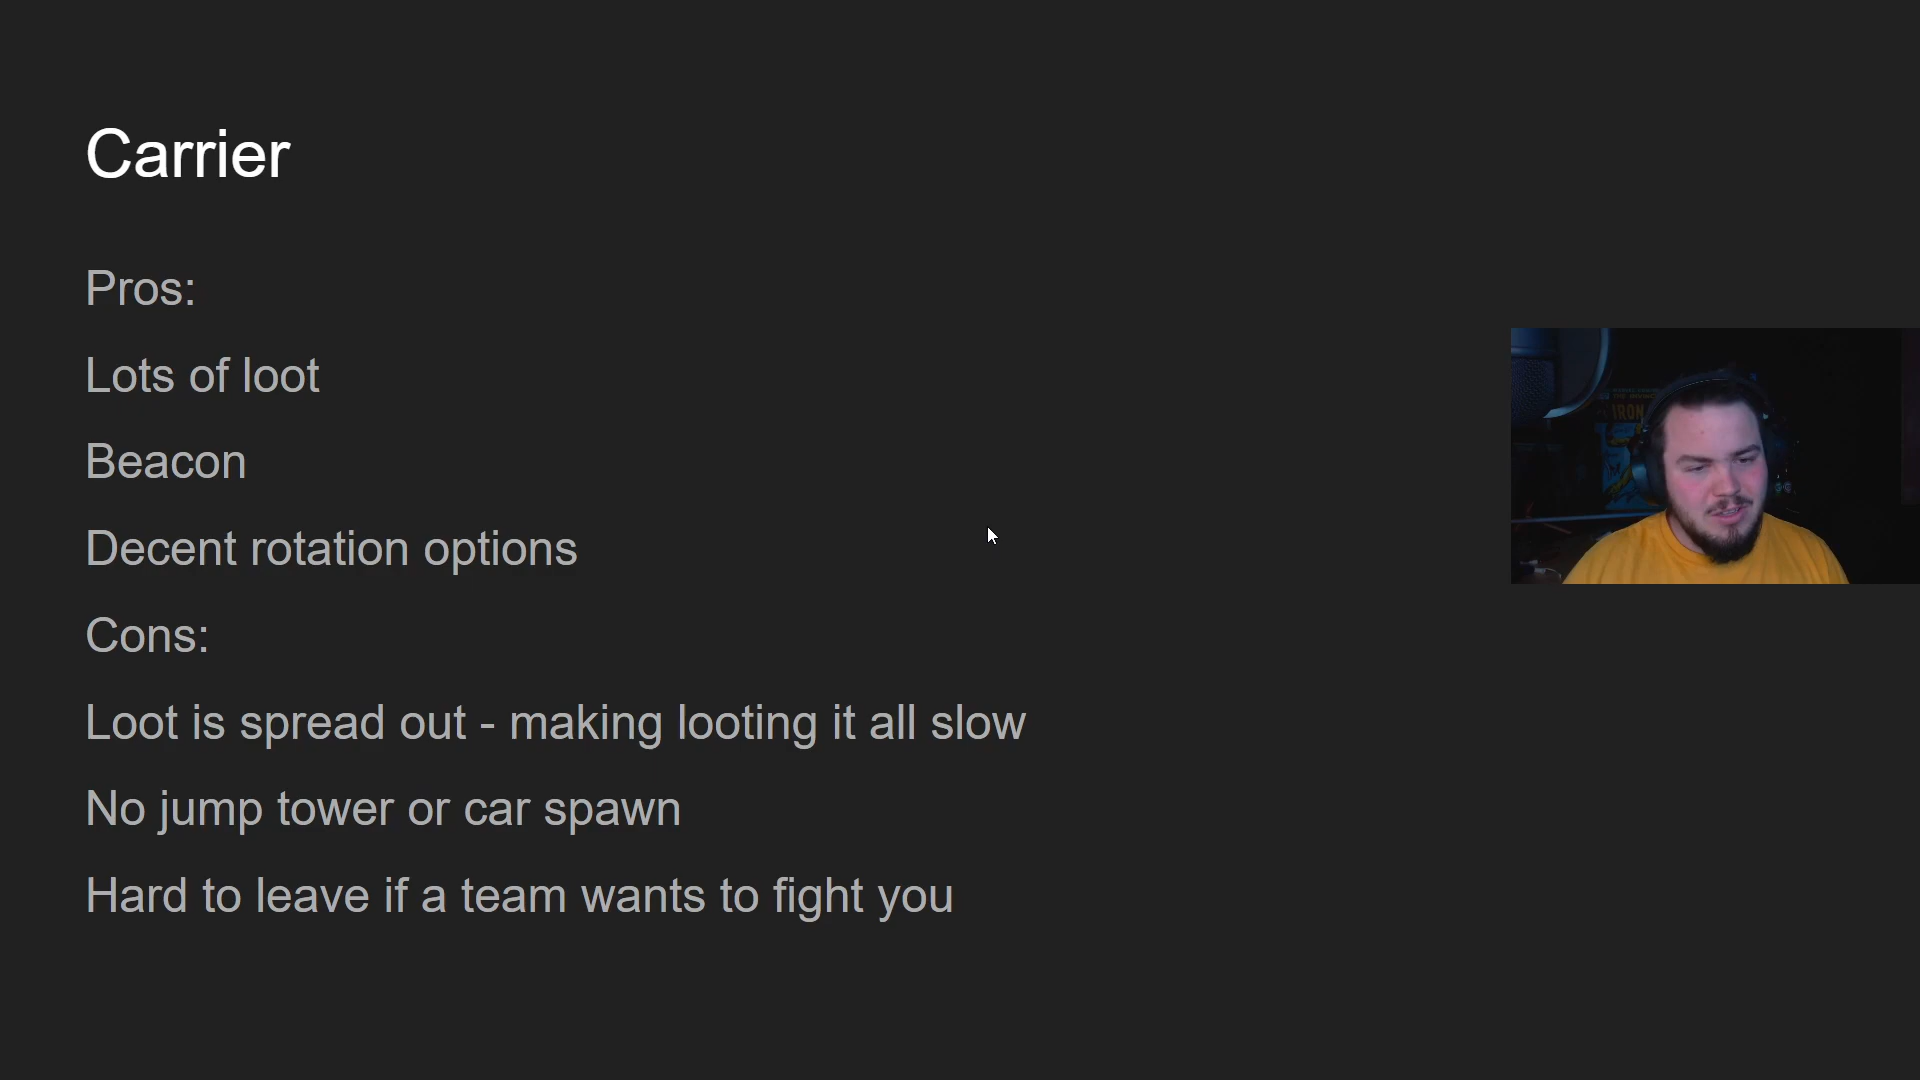 Carrier
Pros:
Lots of loot
Beacon
Decent rotation options
Cons:
Loot is spread out - making looting it all slow
No jump tower or car spawn
Hard to leave if a team wants to fight you
IRON